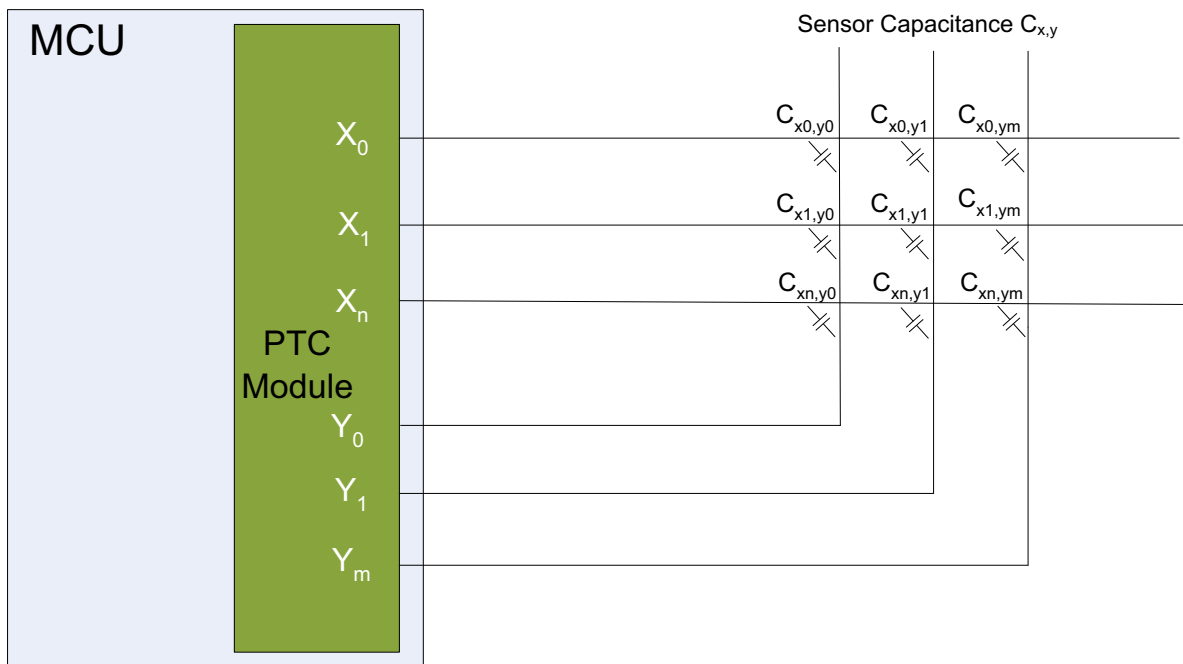 MCU
Sensor Capacitance Cx,y
Cx0,y0 Cx0,y1 Cx0,ym
X0
Cx1,y0 Cx1,y1 Cx1,ym
X1
Cxn,y0 Cxn,y1 Cxn,ym
Xn
PTC
Module
Y0
Y1
Ym